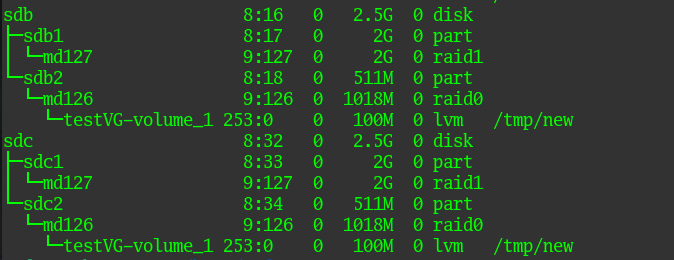 sdb 8:16 0 2.5G 0 disk
├─sdb1 8:17 0 2G 0 part
│ └─md127 9:127 0 2G 0 raid1
└─sdb2 8:18 0 511M 0 part
  └─md126 9:126 0 1018M 0 raid0
    └─testVG-volume_1 253:0 0 100M 0 lvm /tmp/new
sdc 8:32 0 2.5G 0 disk
├─sdc1 8:33 0 2G 0 part
│ └─md127 9:127 0 2G 0 raid1
└─sdc2 8:34 0 511M 0 part
  └─md126 9:126 0 1018M 0 raid0
    └─testVG-volume_1 253:0 0 100M 0 lvm /tmp/new